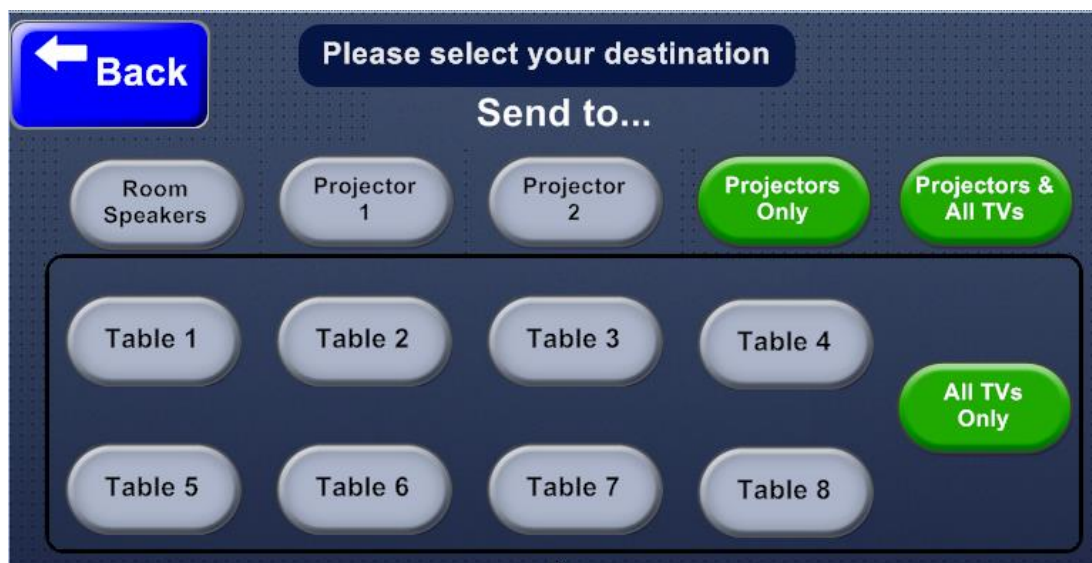 Back
Please select your destination
Send to...
Room
Speakers
Projector
1
Projector
2
Projectors
Only
Projectors &
All TVs
Table 1
Table 2
Table 3
Table 4
All TVs
Only
Table 5
Table 6
Table 7
Table 8